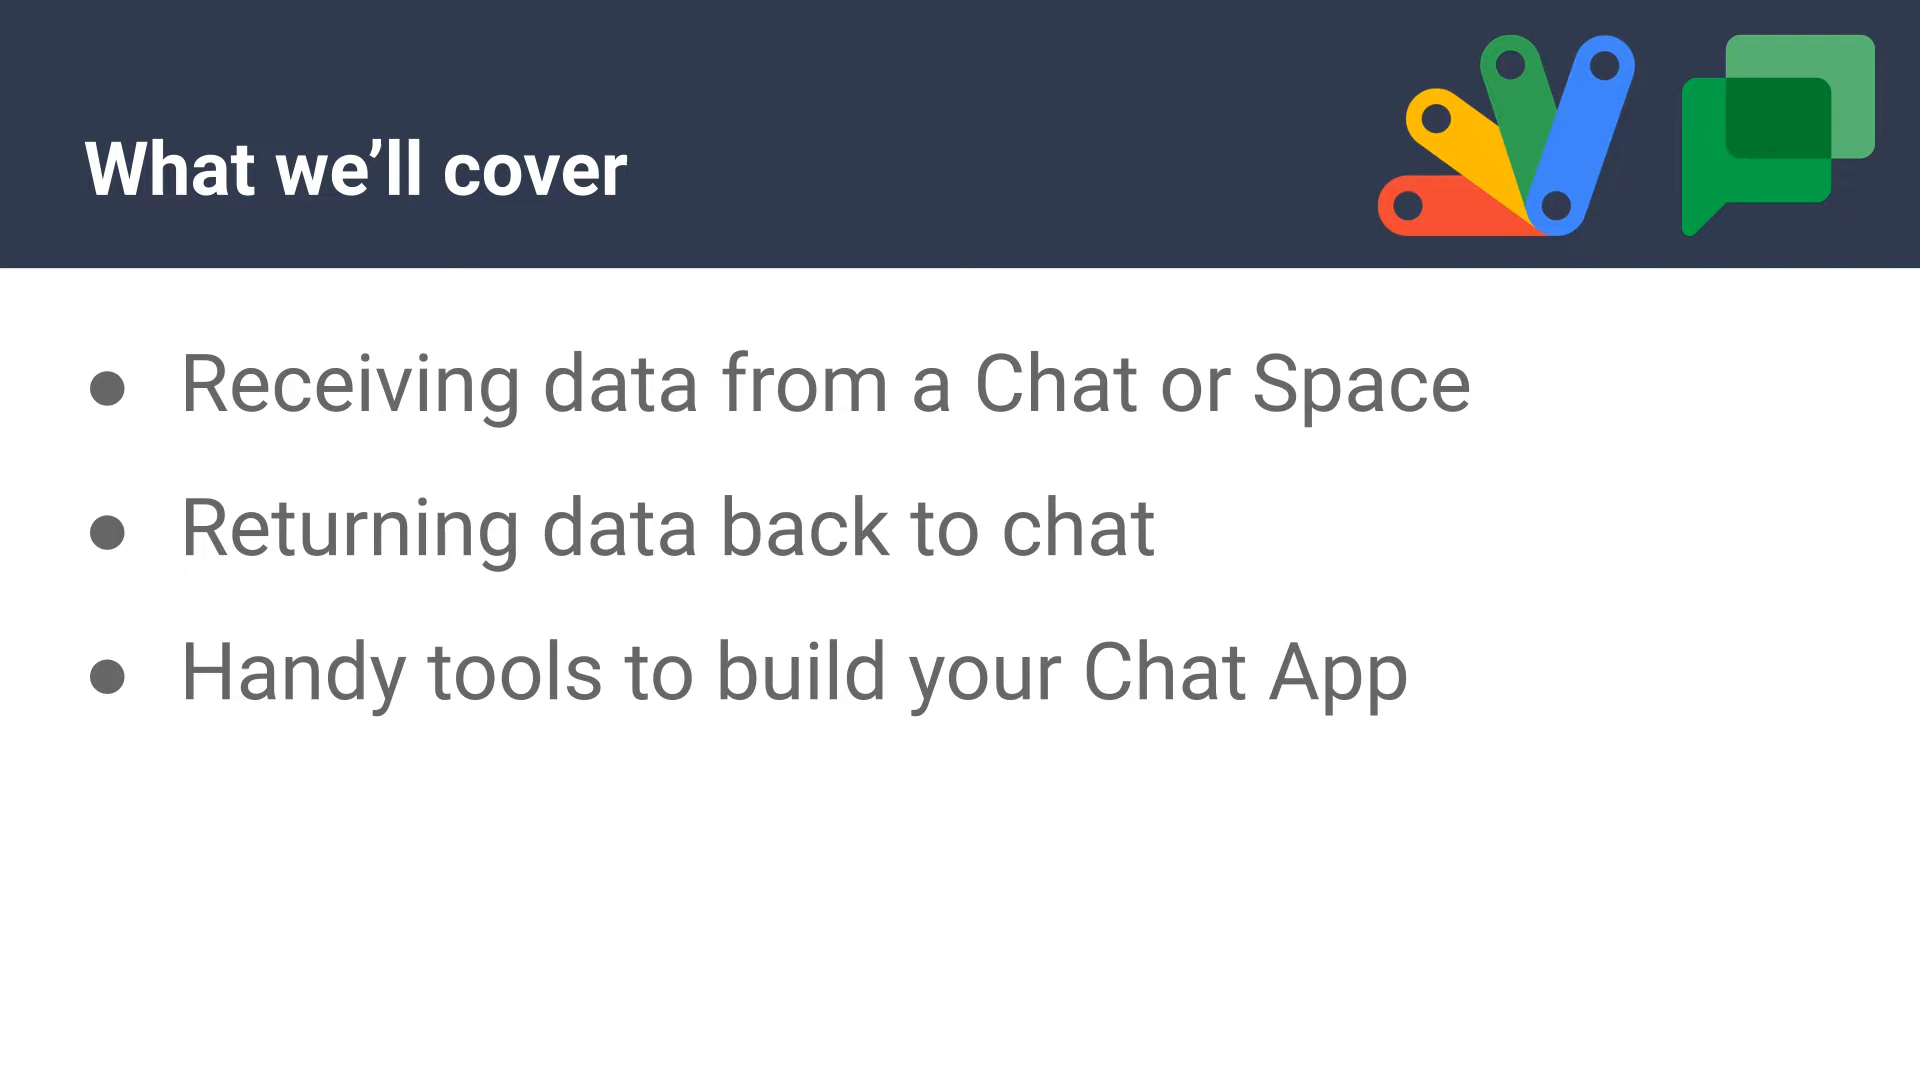 What we’ll cover
● Receiving data from a Chat or Space
● Returning data back to chat
● Handy tools to build your Chat App